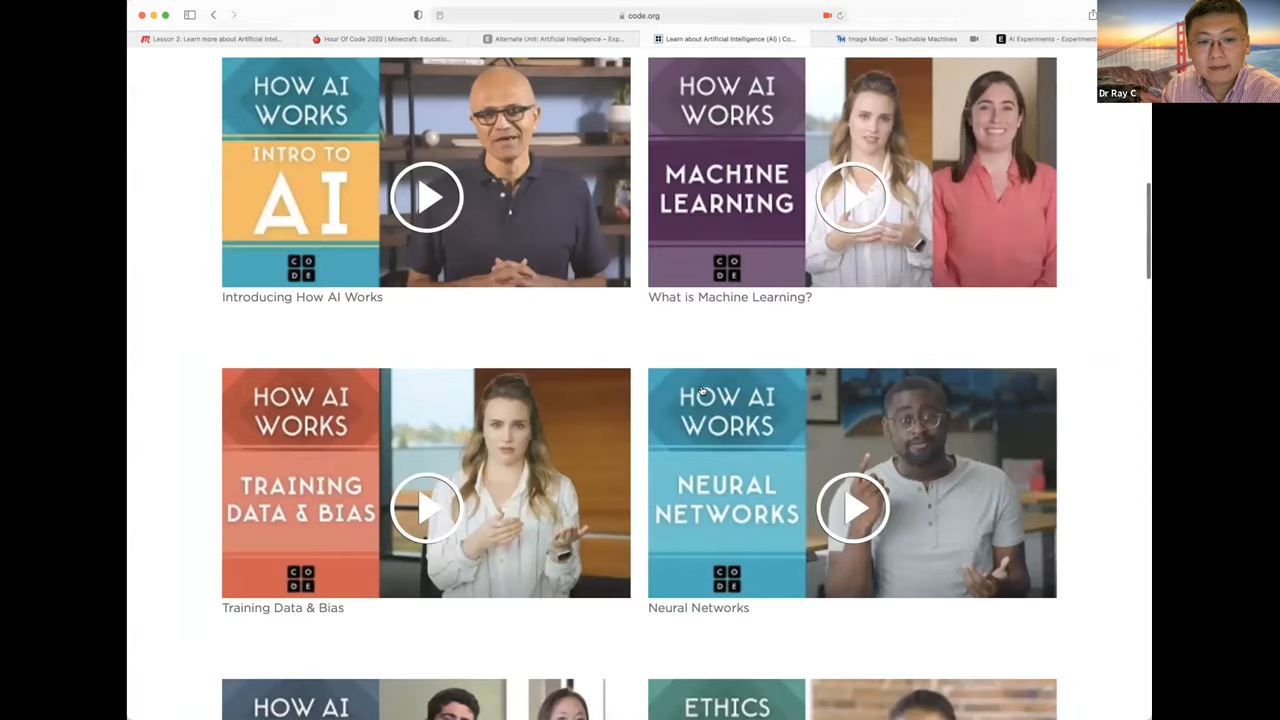 code.org
Lesson 2: Learn more about Artificial Intel...
Hour Of Code 2020 | Minecraft: Educatio...
Alternate Unit: Artificial Intelligence – Exp...
Learn about Artificial Intelligence (AI) | Co...
Image Model - Teachable Machines
AI Experiments - Experiment
Dr Ray C
HOW AI
WORKS
INTRO TO
AI
CO
DE
Introducing How AI Works
HOW AI
WORKS
MACHINE
LEARNING
CO
DE
What is Machine Learning?
HOW AI
WORKS
TRAINING
DATA & BIAS
CO
DE
Training Data & Bias
HOW AI
WORKS
NEURAL
NETWORKS
CO
DE
Neural Networks
HOW AI
ETHICS